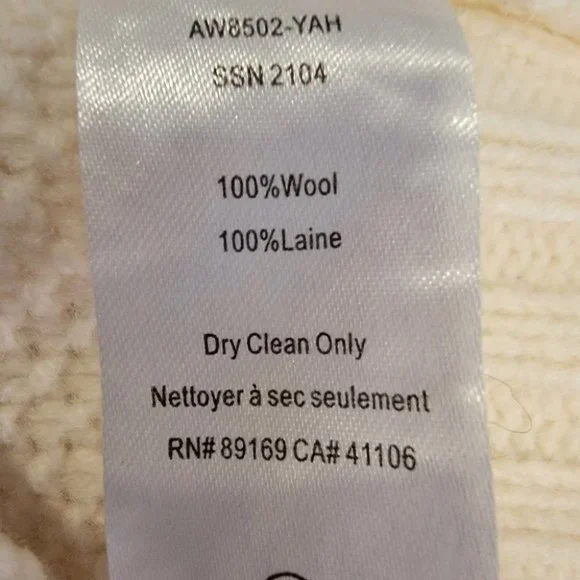 AW8502-YAH
SSN 2104
100%Wool
100%Laine
Dry Clean Only
Nettoyer à sec seulement
RN# 89169 CA# 41106